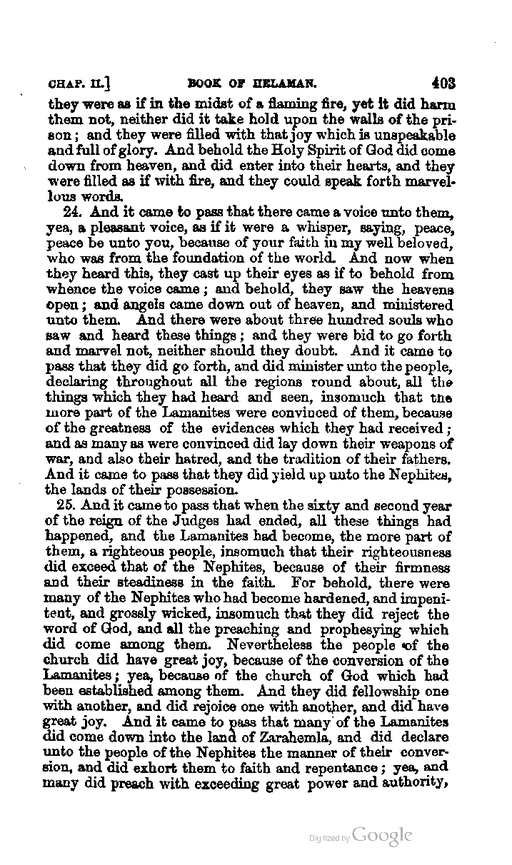 CHAP. II.] BOOK OF HELAMAN. 403
they were as if in the midst of a flaming fire, yet it did harm
them not, neither did it take hold upon the walls of the pri-
son; and they were filled with that joy which is unspeakable
and full of glory. And behold the Holy Spirit of God did come
down from heaven, and did enter into their hearts, and they
were filled as if with fire, and they could speak forth marvel-
lous words.
24. And it came to pass that there came a voice unto them,
yea, a pleasant voice, as if it were a whisper, saying, peace,
peace be unto you, because of your faith in my well beloved,
who was from the foundation of the world. And now when
they heard this, they cast up their eyes as if to behold from
whence the voice came; and behold, they saw the heavens
open; and angels came down out of heaven, and ministered
unto them. And there were about three hundred souls who
saw and heard these things; and they were bid to go forth
and marvel not, neither should they doubt. And it came to
pass that they did go forth, and did minister unto the people,
declaring throughout all the regions round about, all the
things which they had heard and seen, insomuch that the
more part of the Lamanites were convinced of them, because
of the greatness of the evidences which they had received;
and as many as were convinced did lay down their weapons of
war, and also their hatred, and the tradition of their fathers.
And it came to pass that they did yield up unto the Nephites,
the lands of their possession.
25. And it came to pass that when the sixty and second year
of the reign of the Judges had ended, all these things had
happened, and the Lamanites had become, the more part of
them, a righteous people, insomuch that their righteousness
did exceed that of the Nephites, because of their firmness
and their steadiness in the faith. For behold, there were
many of the Nephites who had become hardened, and impeni-
tent, and grossly wicked, insomuch that they did reject the
word of God, and all the preaching and prophesying which
did come among them. Nevertheless the people of the
church did have great joy, because of the conversion of the
Lamanites; yea, because of the church of God which had
been established among them. And they did fellowship one
with another, and did rejoice one with another, and did have
great joy. And it came to pass that many of the Lamanites
did come down into the land of Zarahemla, and did declare
unto the people of the Nephites the manner of their conver-
sion, and did exhort them to faith and repentance; yea, and
many did preach with exceeding great power and authority,
Digitized by Google